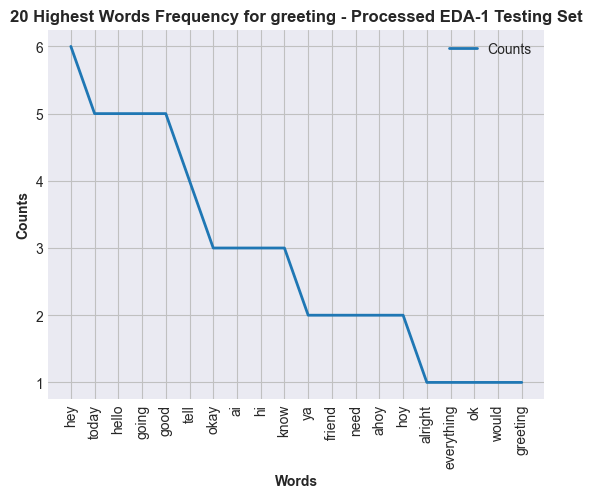 20 Highest Words Frequency for greeting - Processed EDA-1 Testing Set
Counts
6
5
4
3
2
1
Counts
hey
today
hello
going
good
tell
okay
ai
hi
know
ya
friend
need
ahoy
hoy
alright
everything
ok
would
greeting
Words